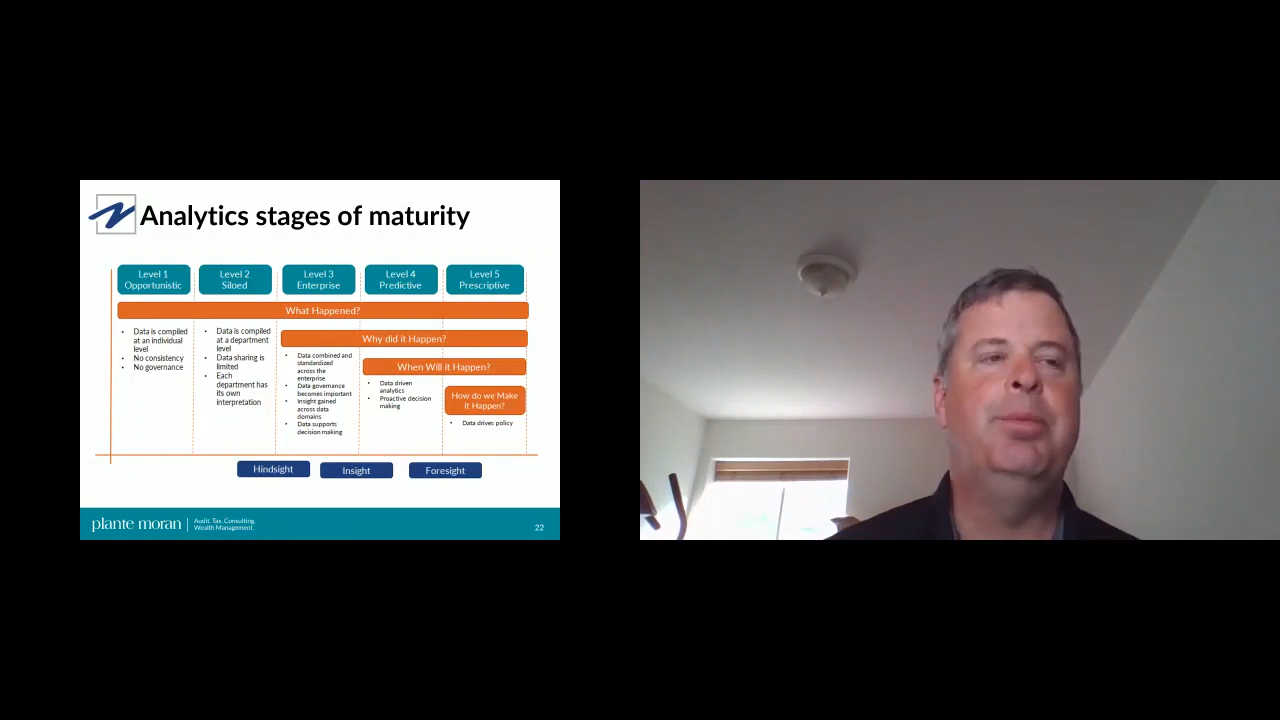 Analytics stages of maturity
Level 1
Opportunistic
Level 2
Siloed
Level 3
Enterprise
Level 4
Predictive
Level 5
Prescriptive
What Happened?
• Data is compiled
at an individual
level
• No consistency
• No governance
• Data is compiled
at a department
level
• Data sharing is
limited
• Each
department has
its own
interpretation
Why did it Happen?
• Data combined and
standardized
across the
enterprise
• Data governance
becomes important
• Insight gained
across data
domains
• Data supports
decision making
When Will it Happen?
• Data driven
analytics
• Proactive decision
making
How do we Make
it Happen?
• Data drives policy
Hindsight
Insight
Foresight
plante moran
Audit. Tax. Consulting.
Wealth Management.
22